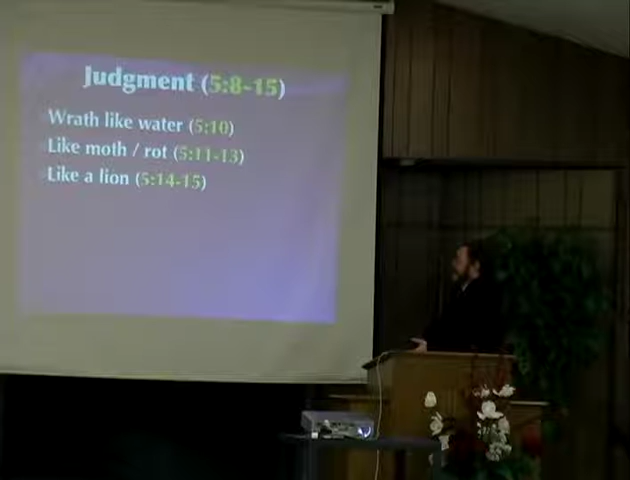 Judgment (5:8-15)
Wrath like water (5:10)
Like moth / rot (5:11-13)
Like a lion (5:14-15)